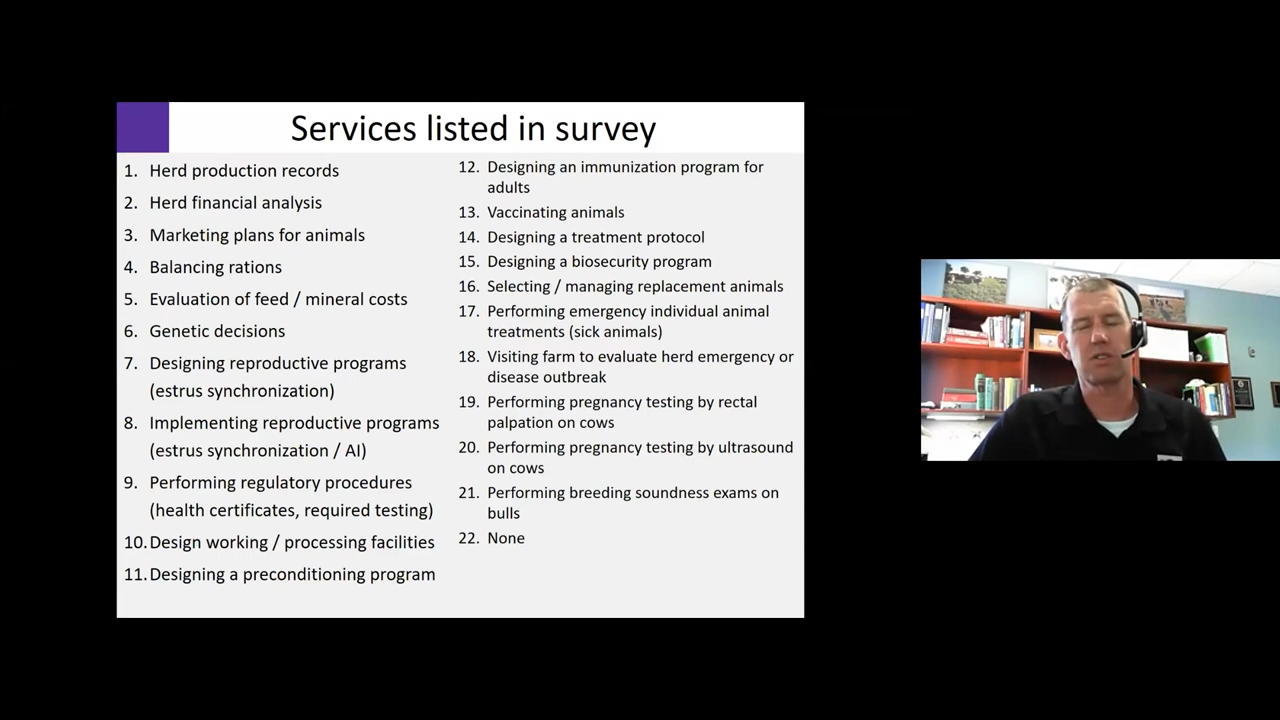 Services listed in survey
1. Herd production records
2. Herd financial analysis
3. Marketing plans for animals
4. Balancing rations
5. Evaluation of feed / mineral costs
6. Genetic decisions
7. Designing reproductive programs
(estrus synchronization)
8. Implementing reproductive programs
(estrus synchronization / AI)
9. Performing regulatory procedures
(health certificates, required testing)
10. Design working / processing facilities
11. Designing a preconditioning program
12. Designing an immunization program for
adults
13. Vaccinating animals
14. Designing a treatment protocol
15. Designing a biosecurity program
16. Selecting / managing replacement animals
17. Performing emergency individual animal
treatments (sick animals)
18. Visiting farm to evaluate herd emergency or
disease outbreak
19. Performing pregnancy testing by rectal
palpation on cows
20. Performing pregnancy testing by ultrasound
on cows
21. Performing breeding soundness exams on
bulls
22. None